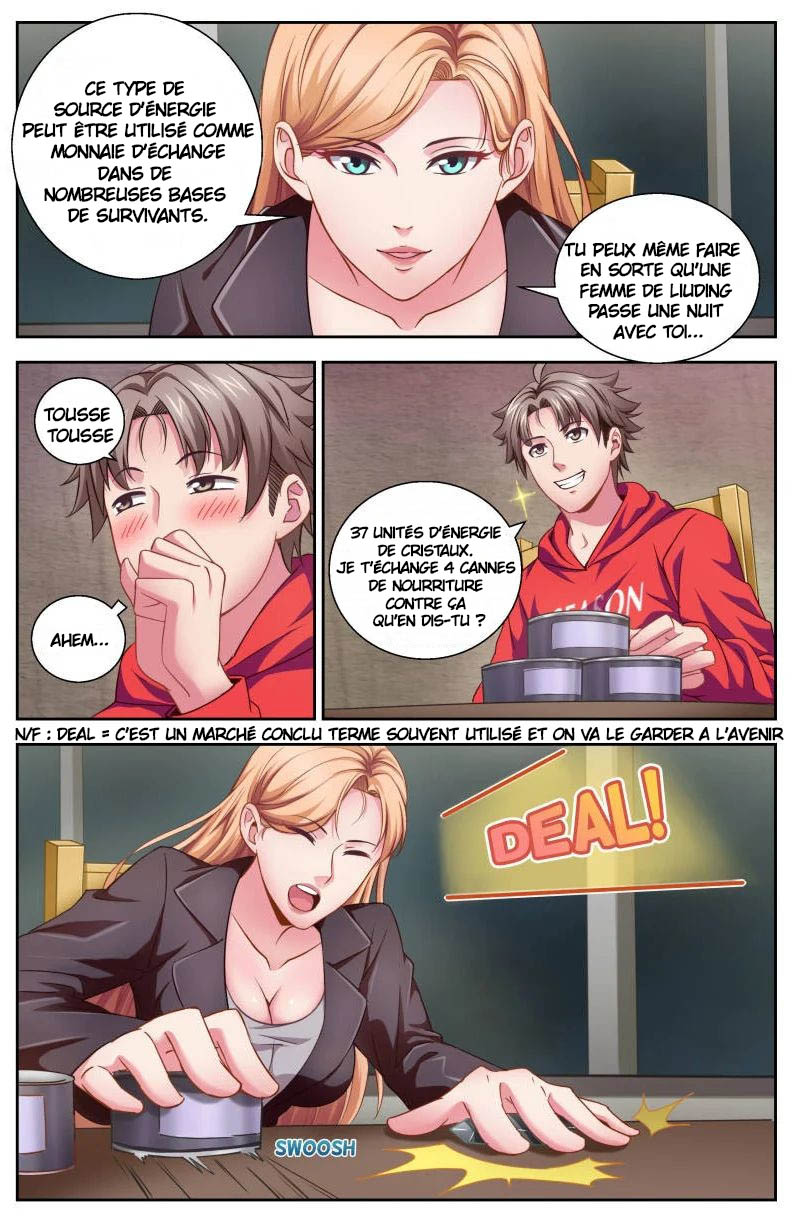 CE TYPE DE
SOURCE D'ÉNERGIE
PEUT ÊTRE UTILISÉ COMME
MONNAIE D'ÉCHANGE
DANS DE
NOMBREUSES BASES
DE SURVIVANTS.
TU PEUX MÊME FAIRE
EN SORTE QU'UNE
FEMME DE LIUDING
PASSE UNE NUIT
AVEC TOI...
TOUSSE
TOUSSE
AHEM...
37 UNITÉS D'ÉNERGIE
DE CRISTAUX.
JE T'ÉCHANGE 4 CANNES
DE NOURRITURE
CONTRE ÇA
QU'EN DIS-TU ?
N/F : DEAL = C'EST UN MARCHÉ CONCLU TERME SOUVENT UTILISÉ ET ON VA LE GARDER A L'AVENIR
DEAL!
SWOOSH